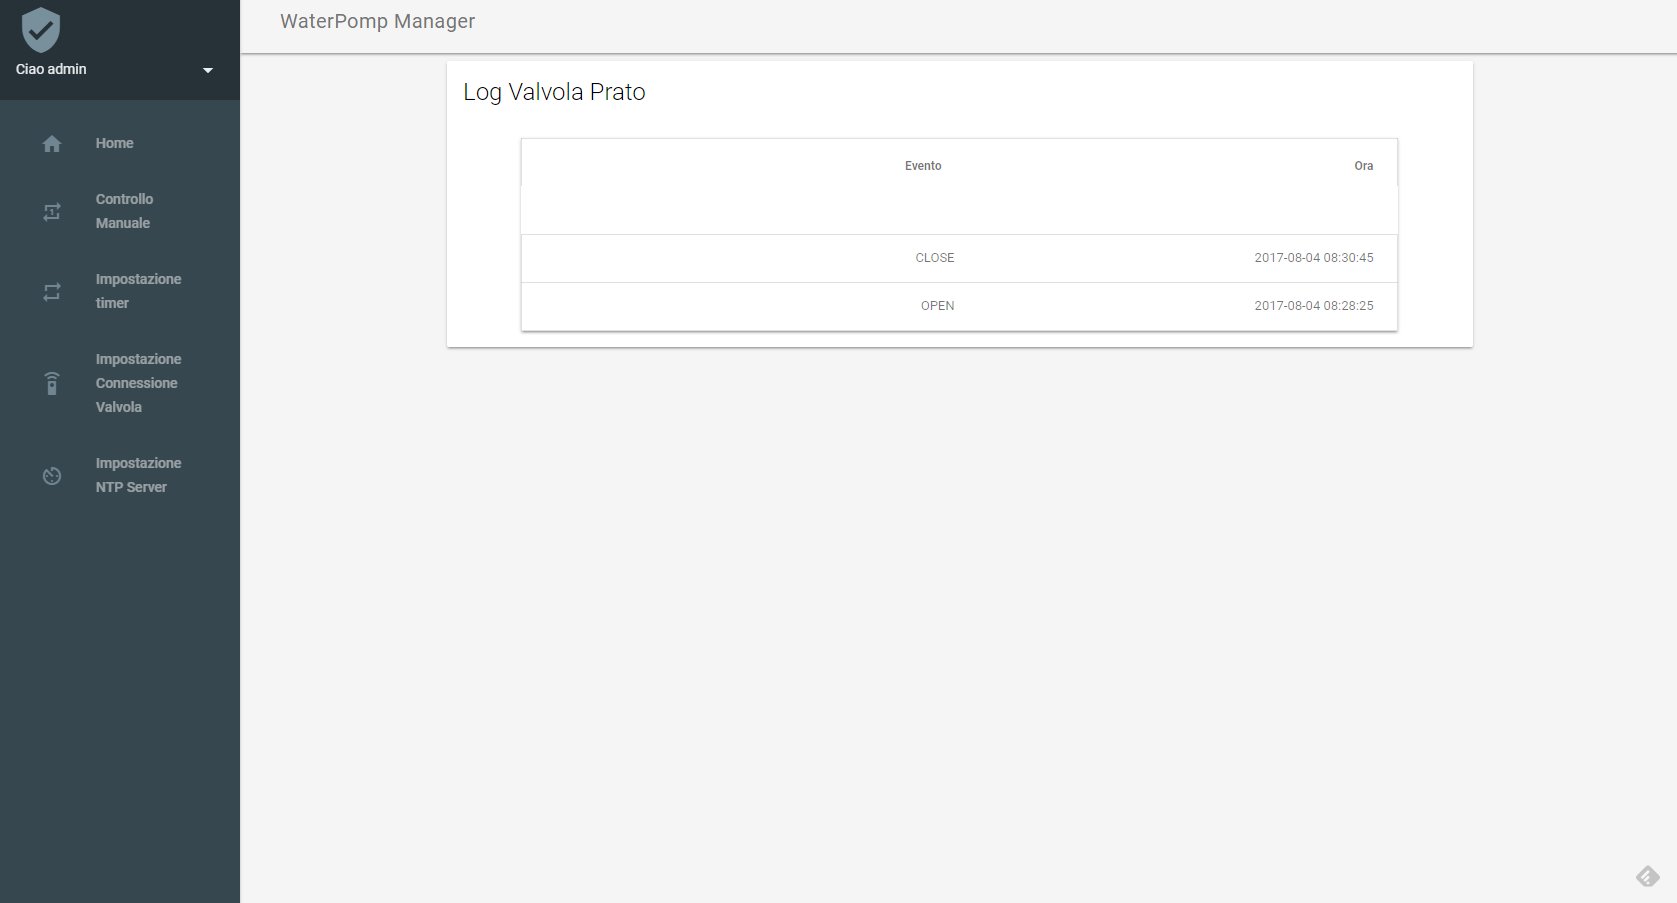 WaterPomp Manager
Ciao admin
Home
Controllo
Manuale
Impostazione
timer
Impostazione
Connessione
Valvola
Impostazione
NTP Server
Log Valvola Prato
Evento Ora
CLOSE 2017-08-04 08:30:45
OPEN 2017-08-04 08:28:25